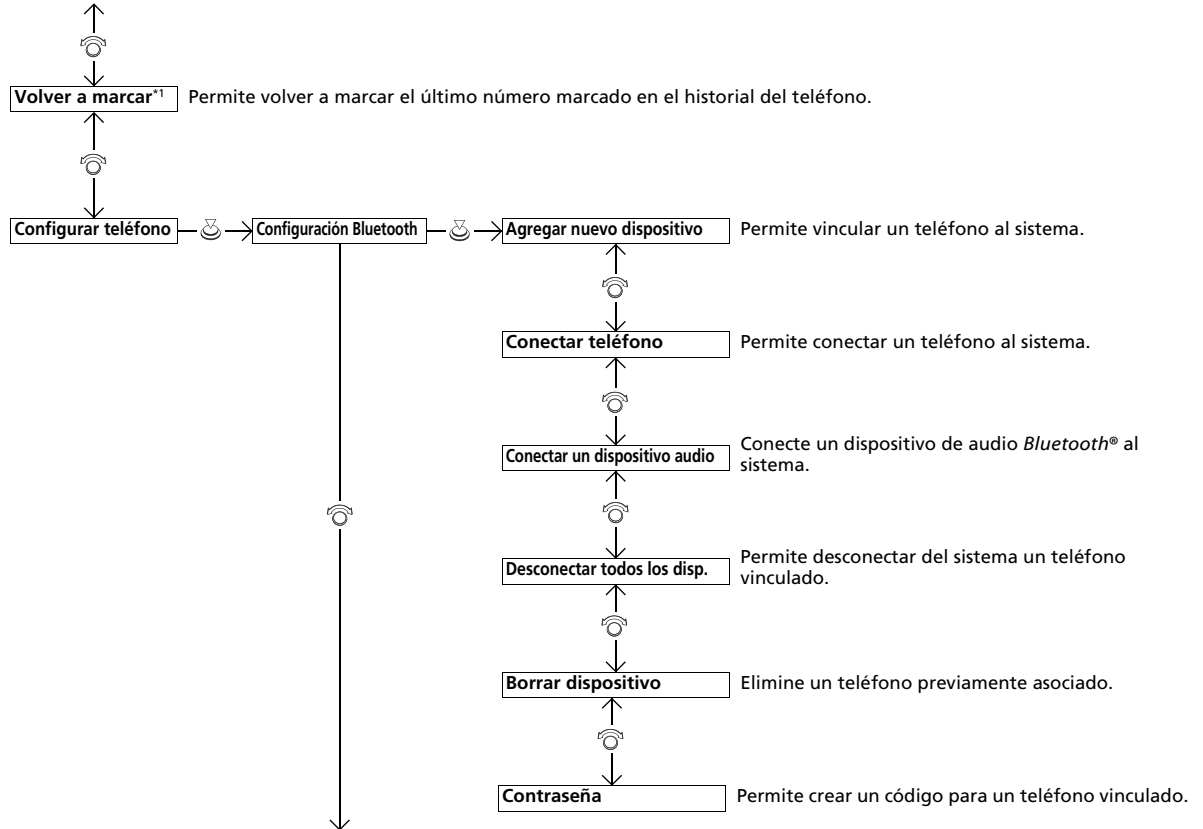 Volver a marcar*1 Permite volver a marcar el último número marcado en el historial del teléfono.
Configurar teléfono Configuración Bluetooth Agregar nuevo dispositivo Permite vincular un teléfono al sistema.
Conectar teléfono Permite conectar un teléfono al sistema.
Conectar un dispositivo audio Conecte un dispositivo de audio Bluetooth® al
sistema.
Desconectar todos los disp. Permite desconectar del sistema un teléfono
vinculado.
Borrar dispositivo Elimine un teléfono previamente asociado.
Contraseña Permite crear un código para un teléfono vinculado.